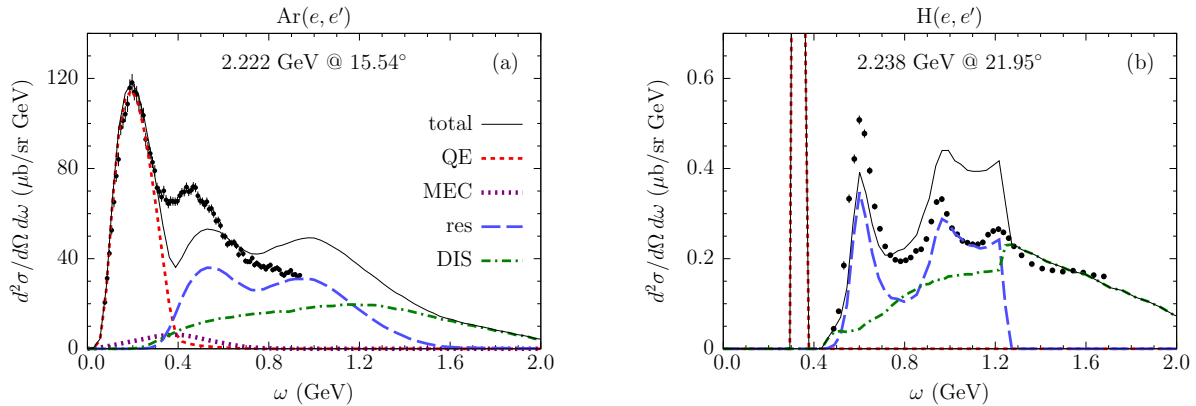 Ar(e, e′)
2.222 GeV @ 15.54°
(a)
total
QE
MEC
res
DIS
d²σ/dΩ dω (μb/sr GeV)
120
80
40
0
0.0
0.4
0.8
1.2
1.6
2.0
ω (GeV)
H(e, e′)
2.238 GeV @ 21.95°
(b)
d²σ/dΩ dω (μb/sr GeV)
0.6
0.4
0.2
0
0.0
0.4
0.8
1.2
1.6
2.0
ω (GeV)